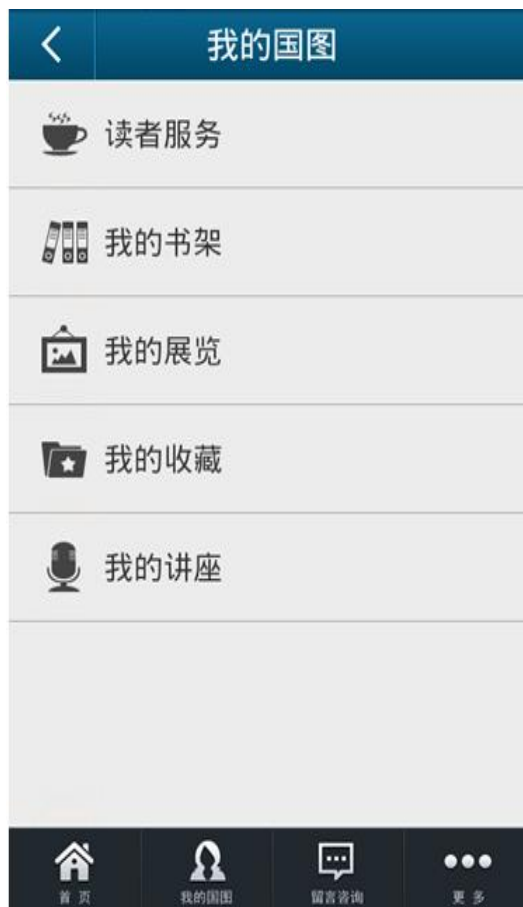 我的国图
读者服务
我的书架
我的展览
我的收藏
我的讲座
首 页
我的国图
留言咨询
更 多